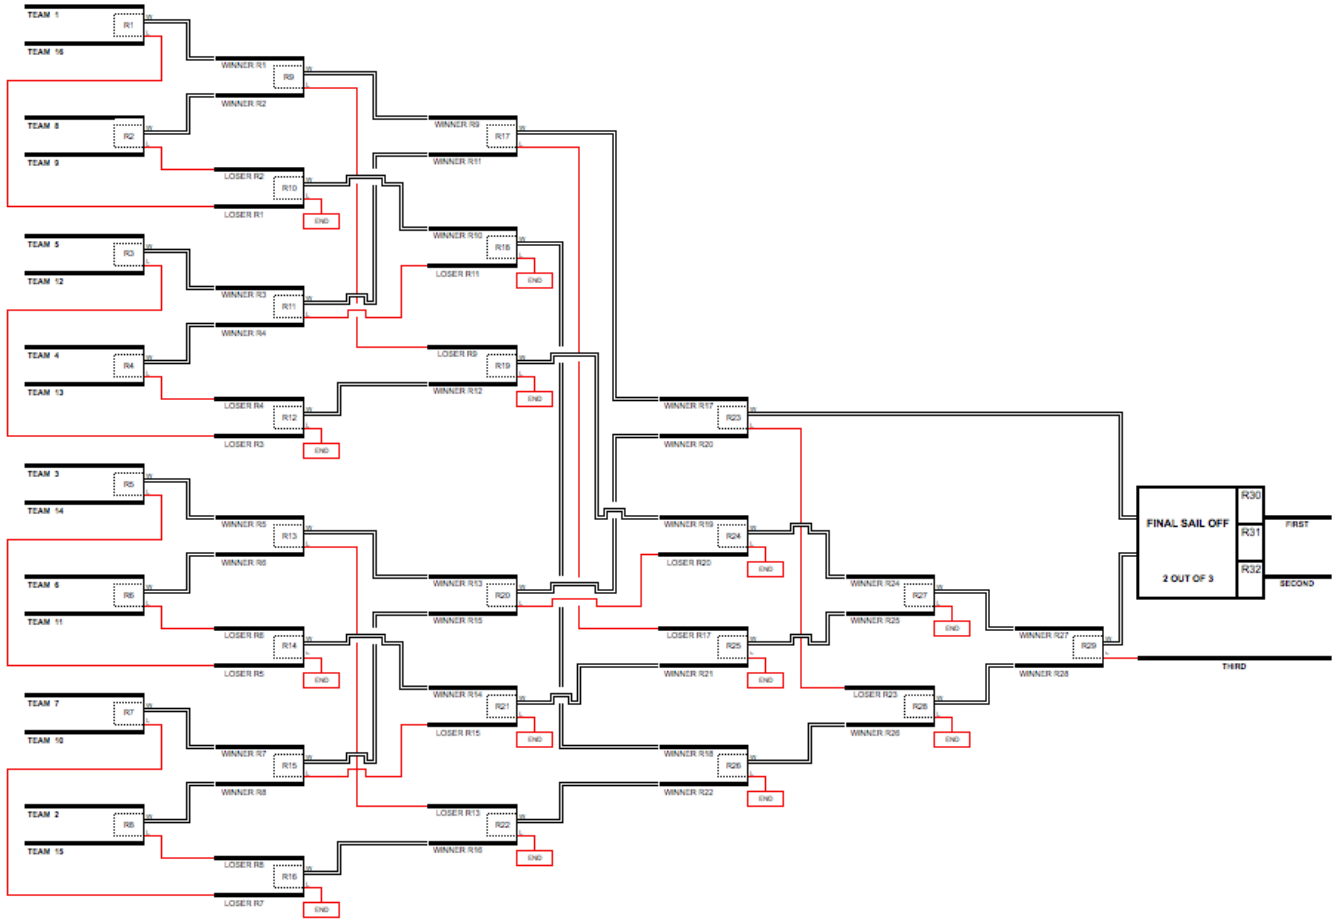 TEAM 1
R1
W
L
TEAM 16
WINNER R1
R9
W
L
WINNER R2
TEAM 8
R2
W
L
TEAM 9
WINNER R9
R17
W
L
WINNER R11
LOSER R2
R10
W
L
LOSER R1
END
TEAM 5
R3
W
L
TEAM 12
WINNER R10
R18
W
L
LOSER R11
END
WINNER R3
R11
W
L
WINNER R4
TEAM 4
R4
W
L
TEAM 13
LOSER R9
R19
W
L
WINNER R12
END
LOSER R4
R12
W
L
LOSER R3
END
WINNER R17
R23
W
L
WINNER R20
TEAM 3
R5
W
L
TEAM 14
WINNER R5
R13
W
L
WINNER R6
WINNER R19
R24
W
L
LOSER R20
END
FINAL SAIL OFF
2 OUT OF 3
R30
R31
R32
FIRST
SECOND
TEAM 6
R6
W
L
TEAM 11
WINNER R13
R20
W
L
WINNER R15
WINNER R24
R27
W
L
WINNER R25
END
LOSER R6
R14
W
L
LOSER R5
END
LOSER R17
R25
W
L
WINNER R21
END
WINNER R27
R29
W
L
WINNER R28
THIRD
TEAM 7
R7
W
L
TEAM 10
WINNER R14
R21
W
L
LOSER R15
END
LOSER R23
R28
W
L
WINNER R26
END
WINNER R7
R15
W
L
WINNER R8
WINNER R18
R26
W
L
WINNER R22
END
TEAM 2
R8
W
L
TEAM 15
LOSER R13
R22
W
L
WINNER R16
END
LOSER R8
R16
W
L
LOSER R7
END